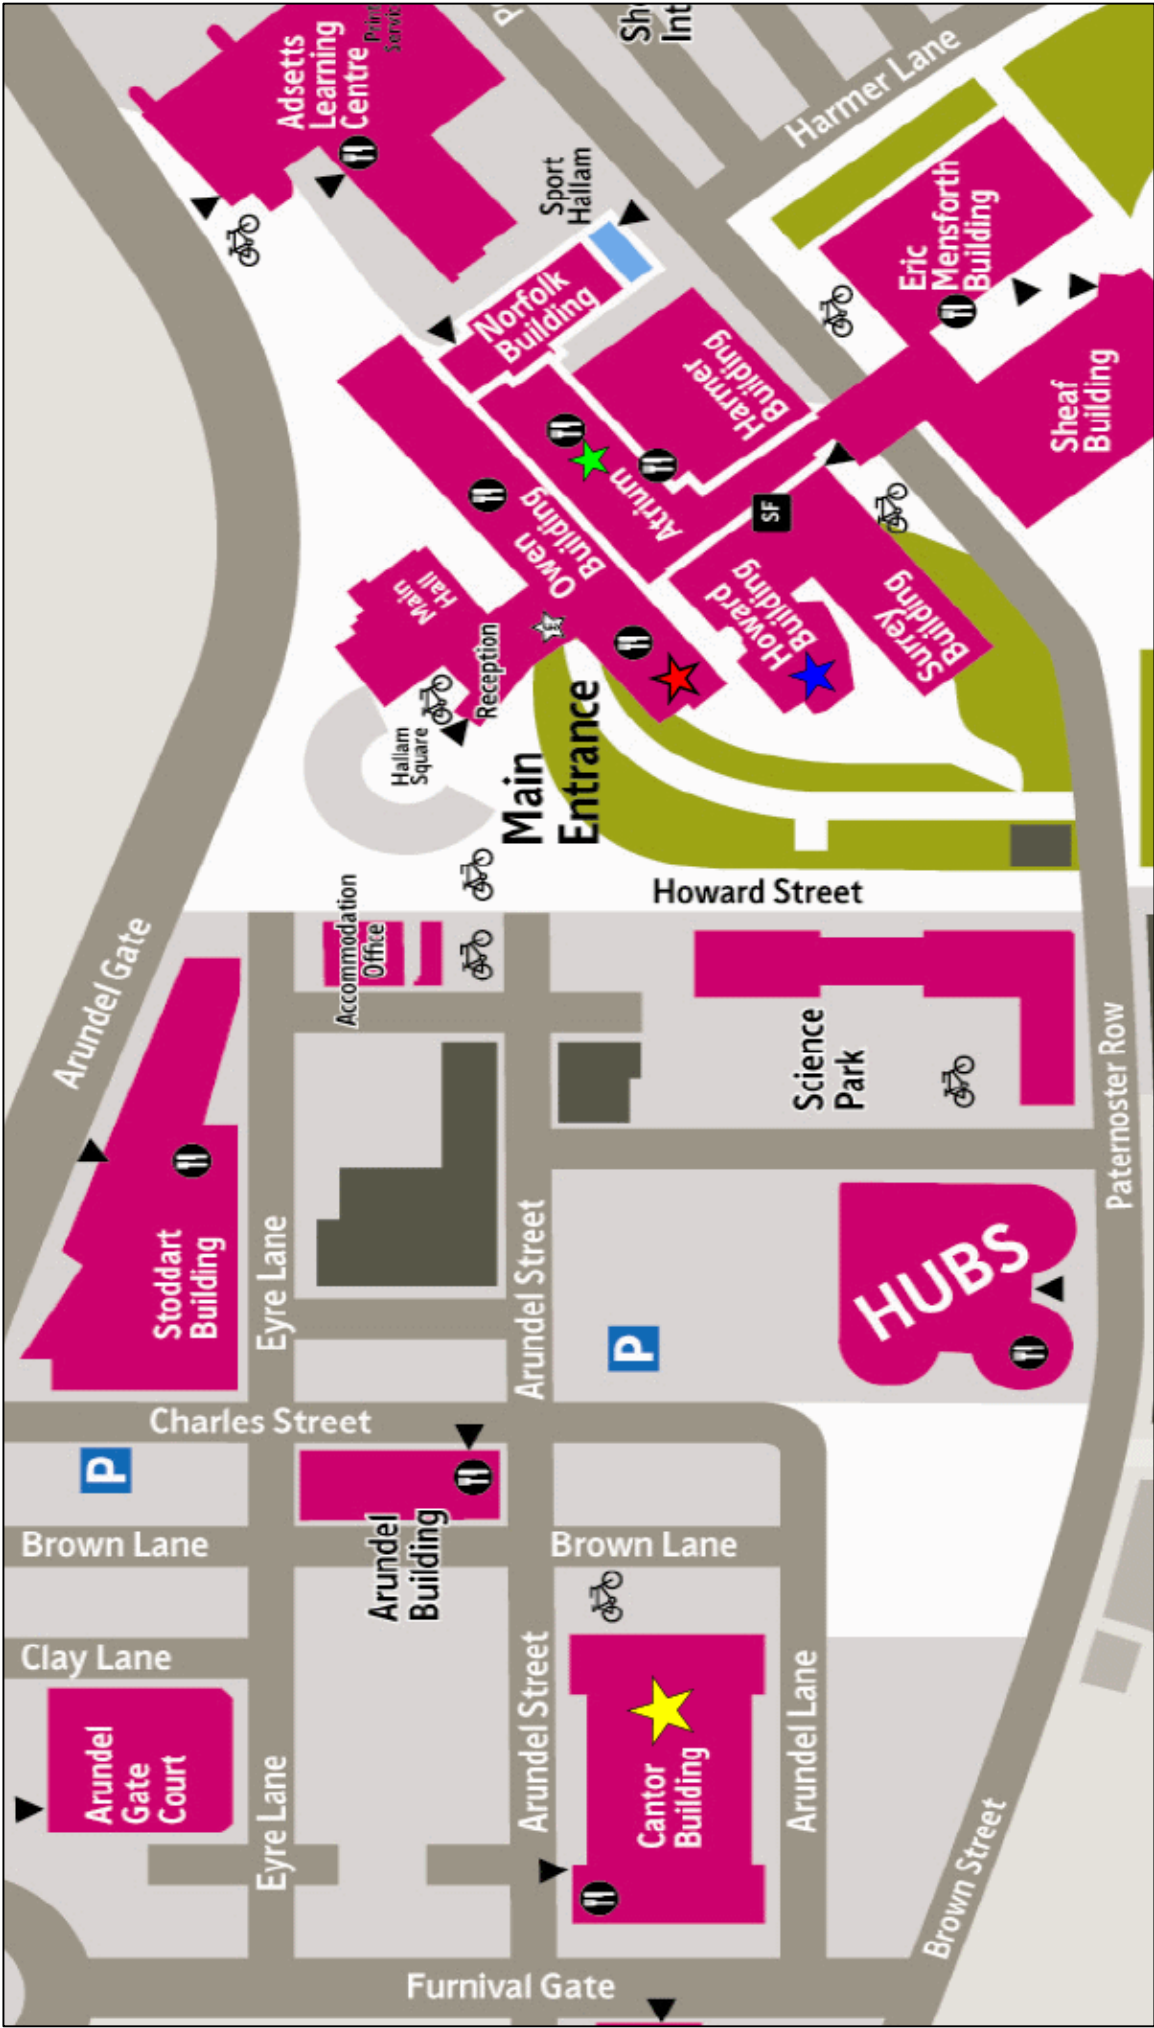 Adsetts
Learning
Centre
Print
P
Sh
Int
Harmer Lane
Sport
Hallam
Norfolk
Building
Eric
Mensforth
Building
Harmer
Building
Sheaf
Building
Atrium
Owen
Building
SF
Main
Hall
Howard
Building
Surrey
Building
Reception
Hallam
Square
Main
Entrance
Howard Street
Accommodation
Office
Arundel Gate
Science
Park
Paternoster Row
Stoddart
Building
Eyre Lane
Arundel Street
HUBS
P
Charles Street
P
Brown Lane
Arundel
Building
Brown Lane
Clay Lane
Arundel
Gate
Court
Eyre Lane
Arundel Street
Cantor
Building
Arundel Lane
Brown Street
Furnival Gate